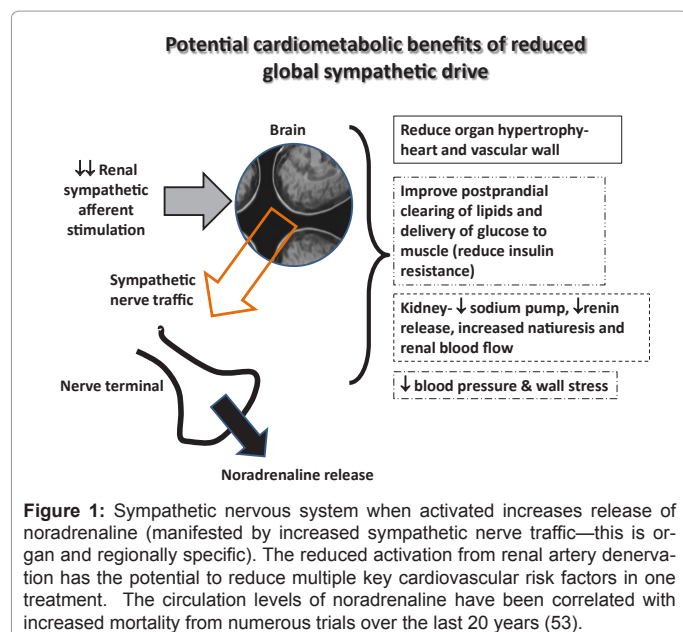 Potential cardiometabolic benefits of reduced
global sympathetic drive
Brain
↓↓ Renal
sympathetic
afferent
stimulation
Sympathetic
nerve traffic
Nerve terminal
Noradrenaline release
Reduce organ hypertrophy-
heart and vascular wall
Improve postprandial
clearing of lipids and
delivery of glucose to
muscle (reduce insulin
resistance)
Kidney- ↓ sodium pump, ↓renin
release, increased natiuresis and
renal blood flow
↓ blood pressure & wall stress
Figure 1: Sympathetic nervous system when activated increases release of
noradrenaline (manifested by increased sympathetic nerve traffic—this is or-
gan and regionally specific). The reduced activation from renal artery denerva-
tion has the potential to reduce multiple key cardiovascular risk factors in one
treatment. The circulation levels of noradrenaline have been correlated with
increased mortality from numerous trials over the last 20 years (53).